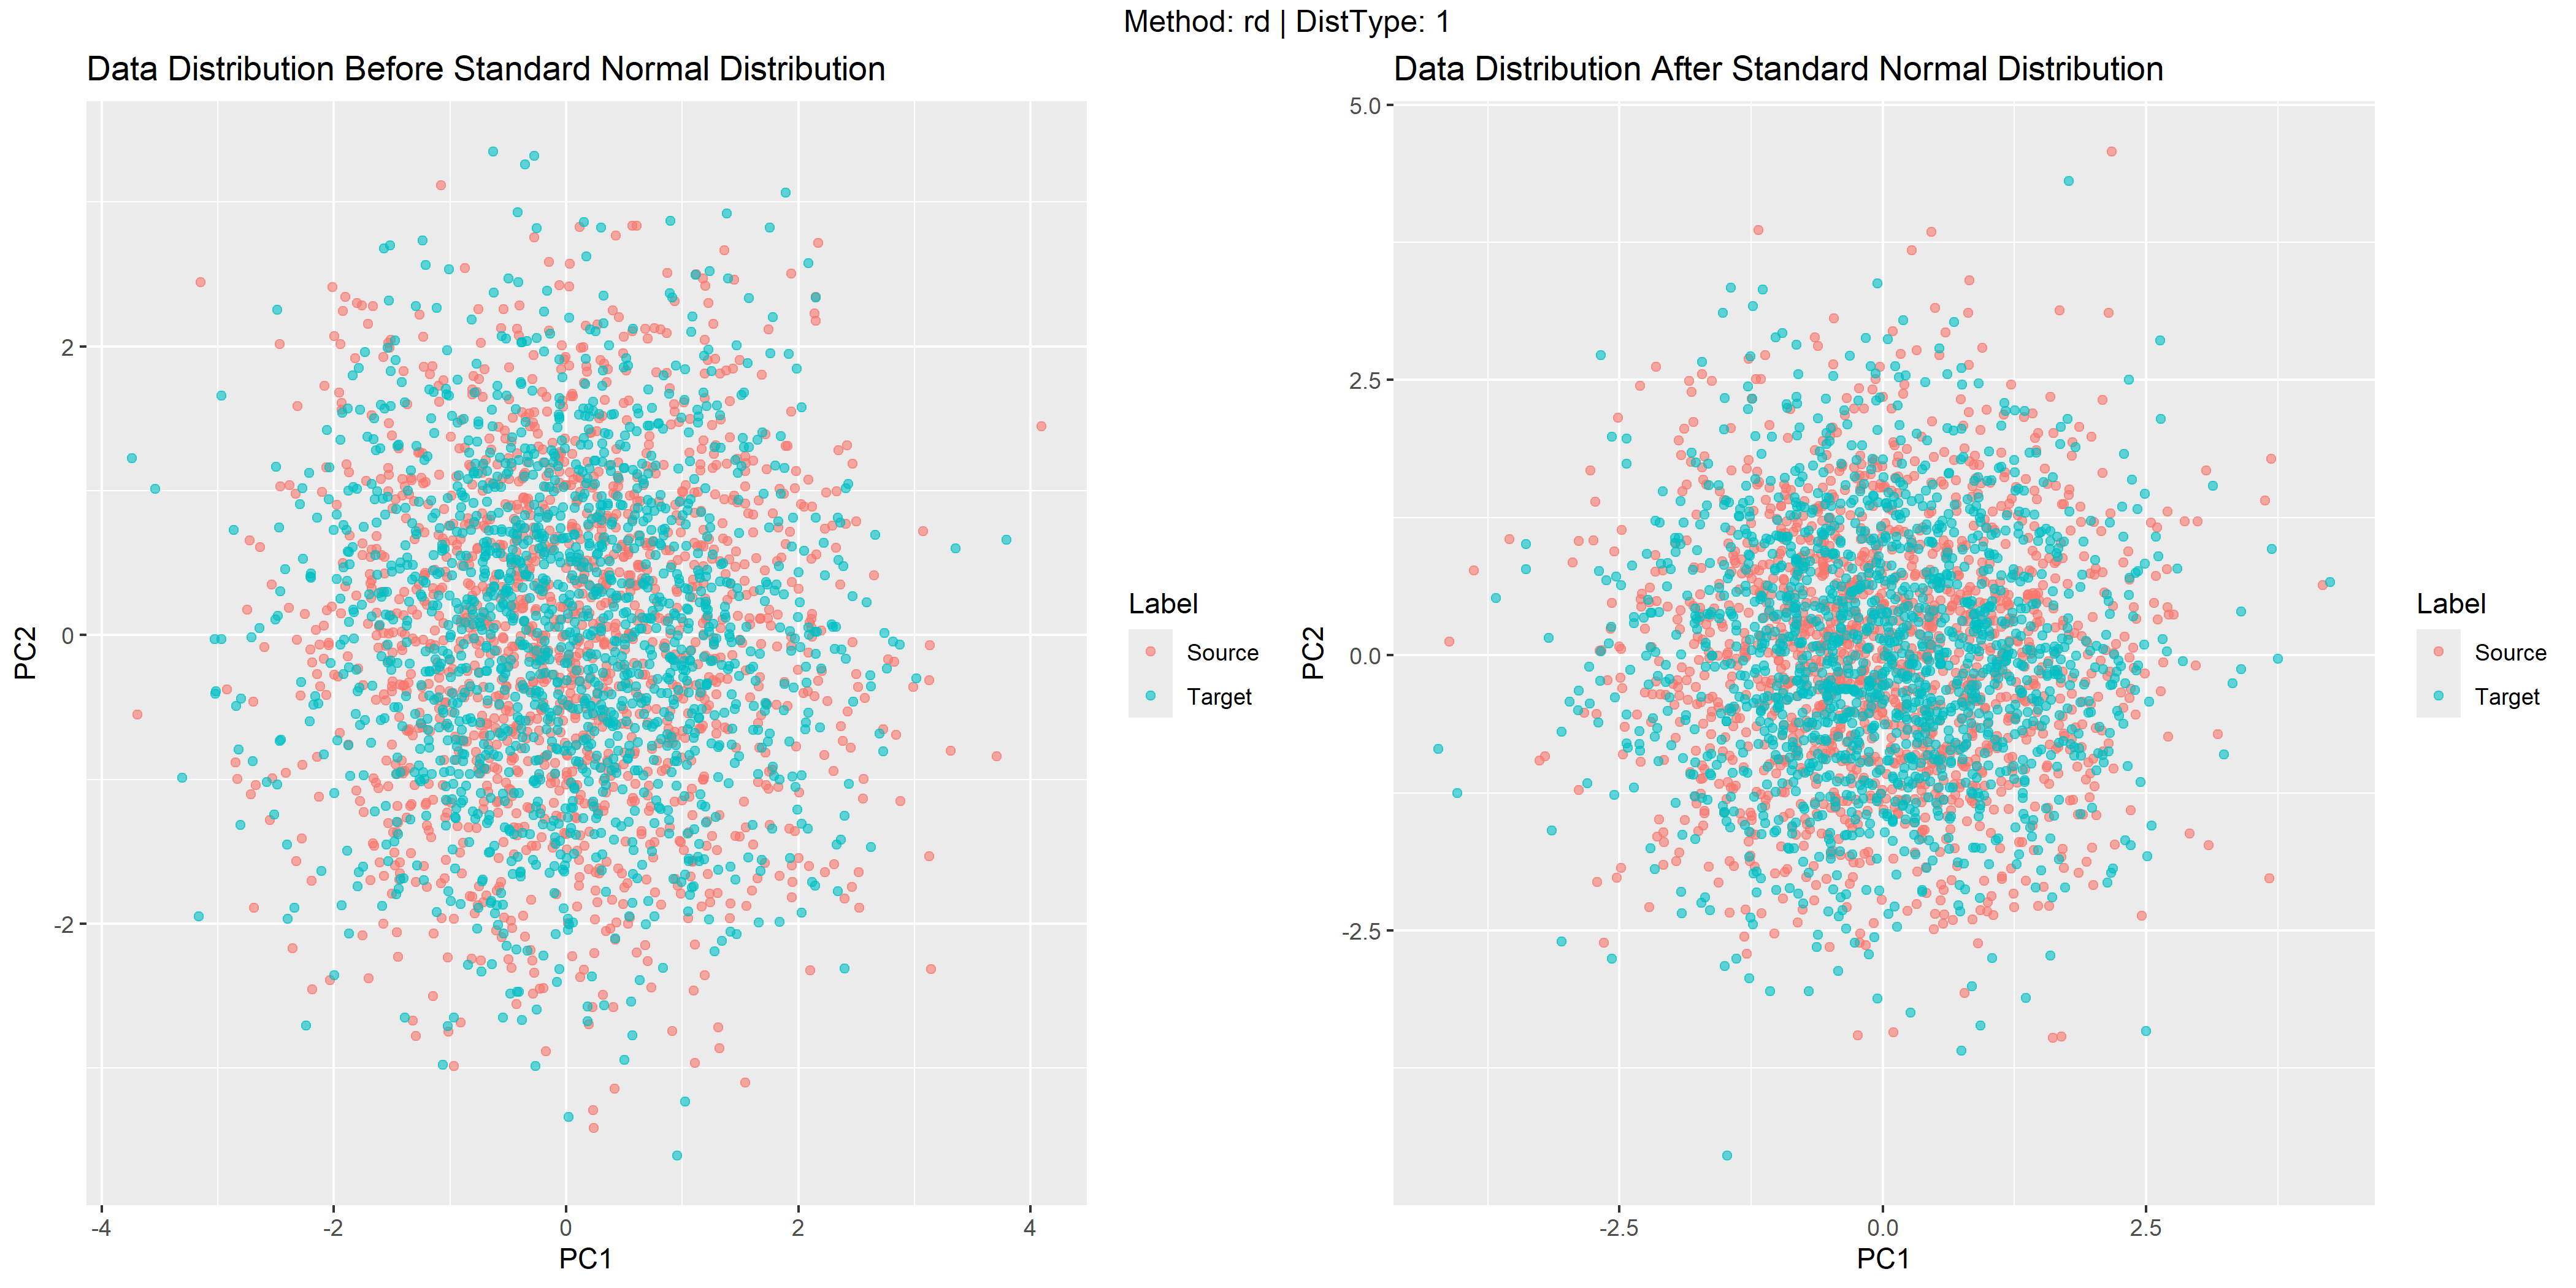 Method: rd | DistType: 1
Data Distribution Before Standard Normal Distribution
PC2
2
0
-2
-4
-2
0
2
4
PC1
Label
Source
Target
Data Distribution After Standard Normal Distribution
PC2
5.0
2.5
0.0
-2.5
-2.5
0.0
2.5
PC1
Label
Source
Target